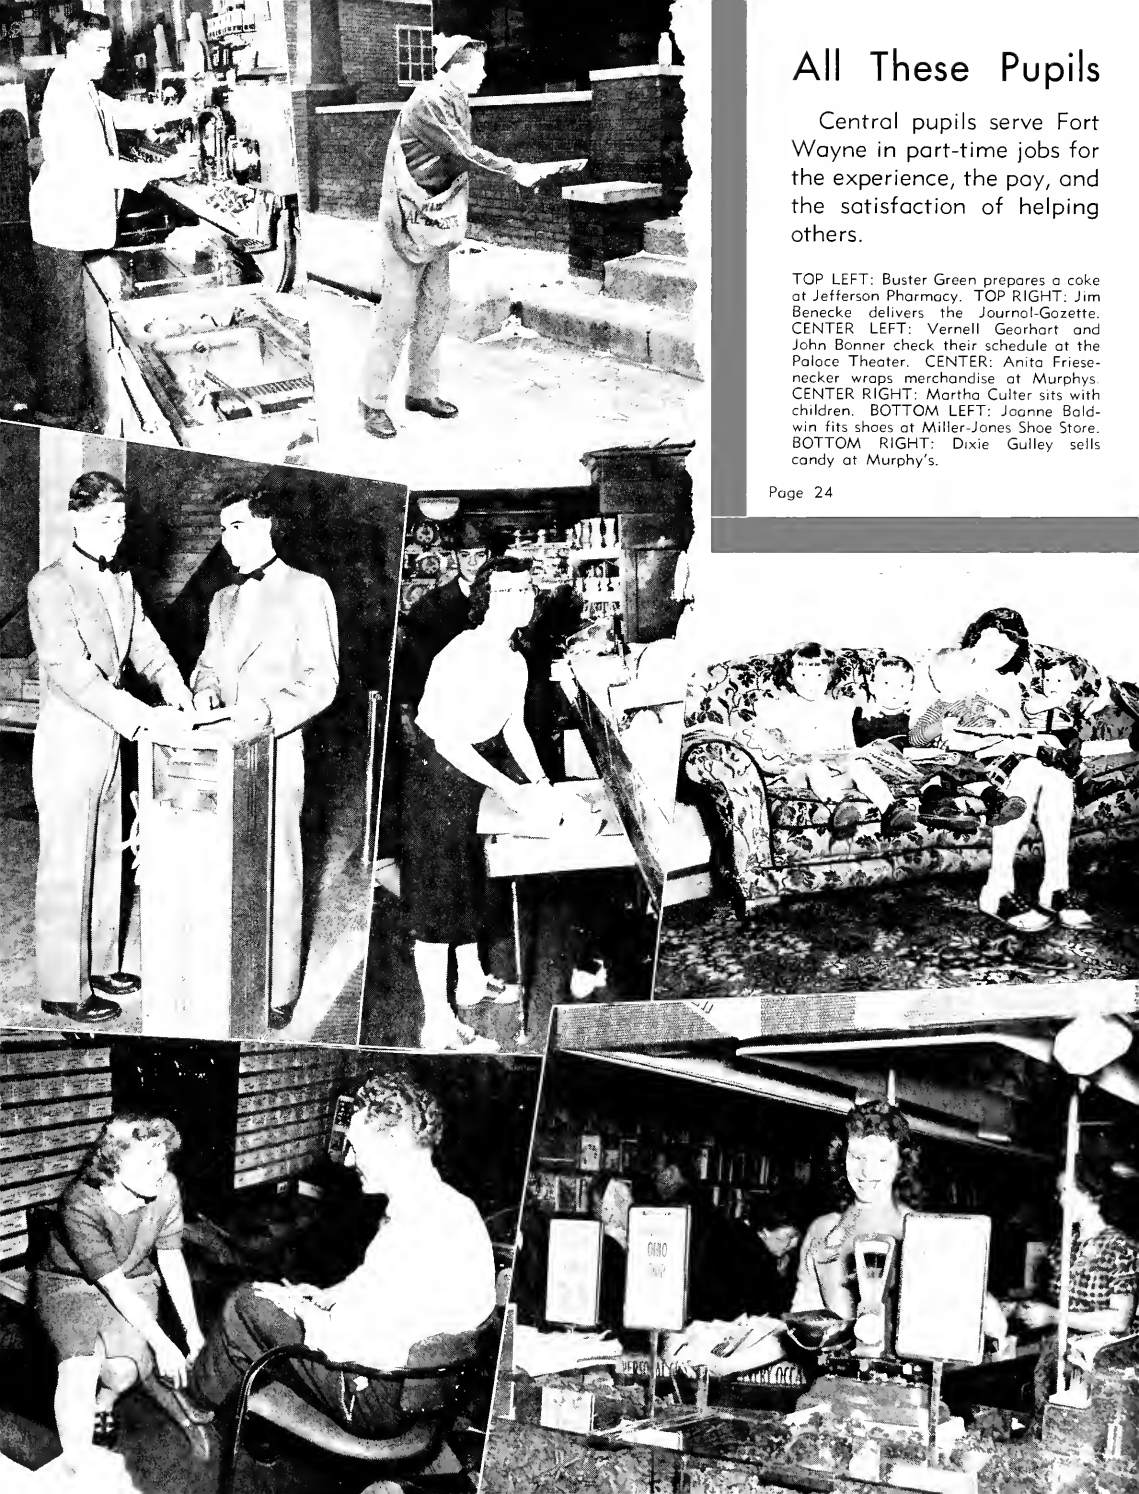 All These Pupils
Central pupils serve Fort
Wayne in part-time jobs for
the experience, the pay, and
the satisfaction of helping
others.
TOP LEFT: Buster Green prepares a coke
at Jefferson Pharmacy. TOP RIGHT: Jim
Benecke delivers the Journal-Gazette.
CENTER LEFT: Vernell Gearhart and
John Bonner check their schedule at the
Palace Theater. CENTER: Anita Friese-
necker wraps merchandise at Murphys.
CENTER RIGHT: Martha Culter sits with
children. BOTTOM LEFT: Joanne Bald-
win fits shoes at Miller-Jones Shoe Store.
BOTTOM RIGHT: Dixie Gulley sells
candy at Murphy's.
Page 24